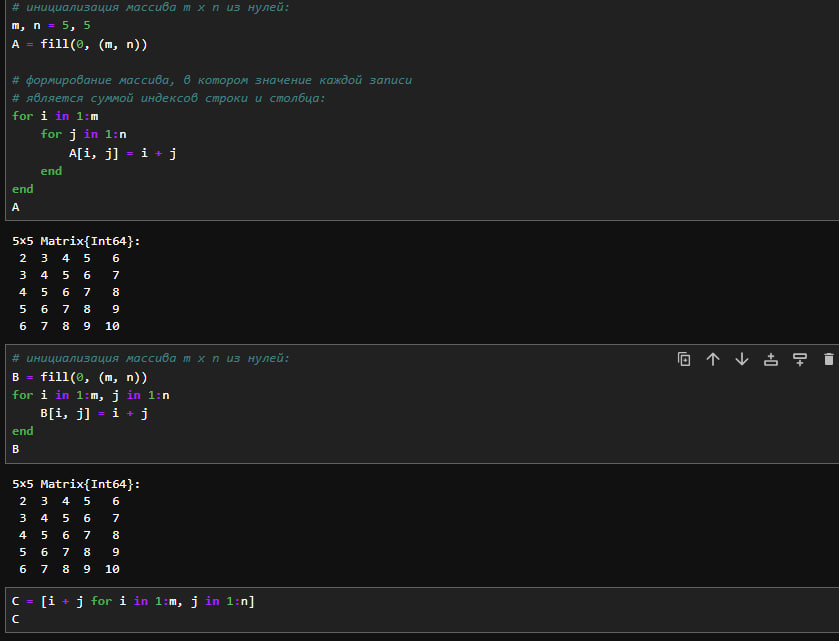 # инициализация массива m x n из нулей:
m, n = 5, 5
A = fill(0, (m, n))
# формирование массива, в котором значение каждой записи
# является суммой индексов строки и столбца:
for i in 1:m
for j in 1:n
A[i, j] = i + j
end
end
A
5×5 Matrix{Int64}:
2 3 4 5 6
3 4 5 6 7
4 5 6 7 8
5 6 7 8 9
6 7 8 9 10
# инициализация массива m x n из нулей:
B = fill(0, (m, n))
for i in 1:m, j in 1:n
B[i, j] = i + j
end
B
5×5 Matrix{Int64}:
2 3 4 5 6
3 4 5 6 7
4 5 6 7 8
5 6 7 8 9
6 7 8 9 10
C = [i + j for i in 1:m, j in 1:n]
C